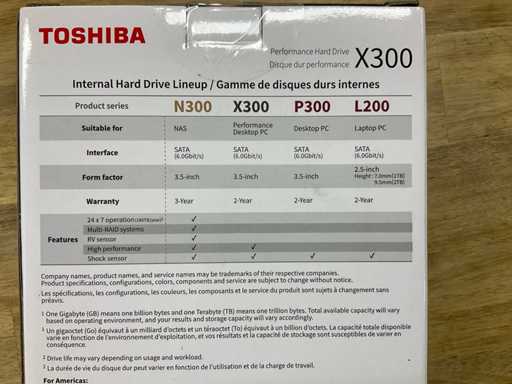 TOSHIBA
Performance Hard Drive
Disque dur performance
X300
Internal Hard Drive Lineup / Gamme de disques durs internes
Product series N300 X300 P300 L200
Suitable for NAS Performance Desktop PC Desktop PC Laptop PC
Interface SATA (6.0Gbit/s) SATA (6.0Gbit/s) SATA (6.0Gbit/s) SATA (6.0Gbit/s)
Form factor 3.5-inch 3.5-inch 3.5-inch 2.5-inch Height : 7.0mm(1TB) 9.5mm(2TB)
Warranty 3-Year 2-Year 2-Year 2-Year
Features
24 x 7 operation ✓
Multi-RAID systems ✓
RV sensor ✓
High performance ✓ ✓
Shock sensor ✓ ✓ ✓ ✓
Company names, product names, and service names may be trademarks of their respective companies.
Product specifications, configurations, colors, components and service are subject to change without notice.
Les spécifications, les configurations, les couleurs, les composants et le service du produit sont sujets à changement sans
préavis.
¹ One Gigabyte (GB) means one billion bytes and one Terabyte (TB) means one trillion bytes. Total available capacity will vary
based on operating environment, and your results and storage capacity will vary accordingly.
¹ Un gigaoctet (Go) équivaut à un milliard d'octets et un téraoctet (To) équivaut à un billion d'octets. La capacité totale disponible
varie en fonction de l'environnement d'exploitation, et vos résultats et la capacité de stockage sont susceptibles de varier en
conséquence.
² Drive life may vary depending on usage and workload.
³ La durée de vie du disque dur peut varier en fonction de l'utilisation et de la charge de travail.
For Americas: